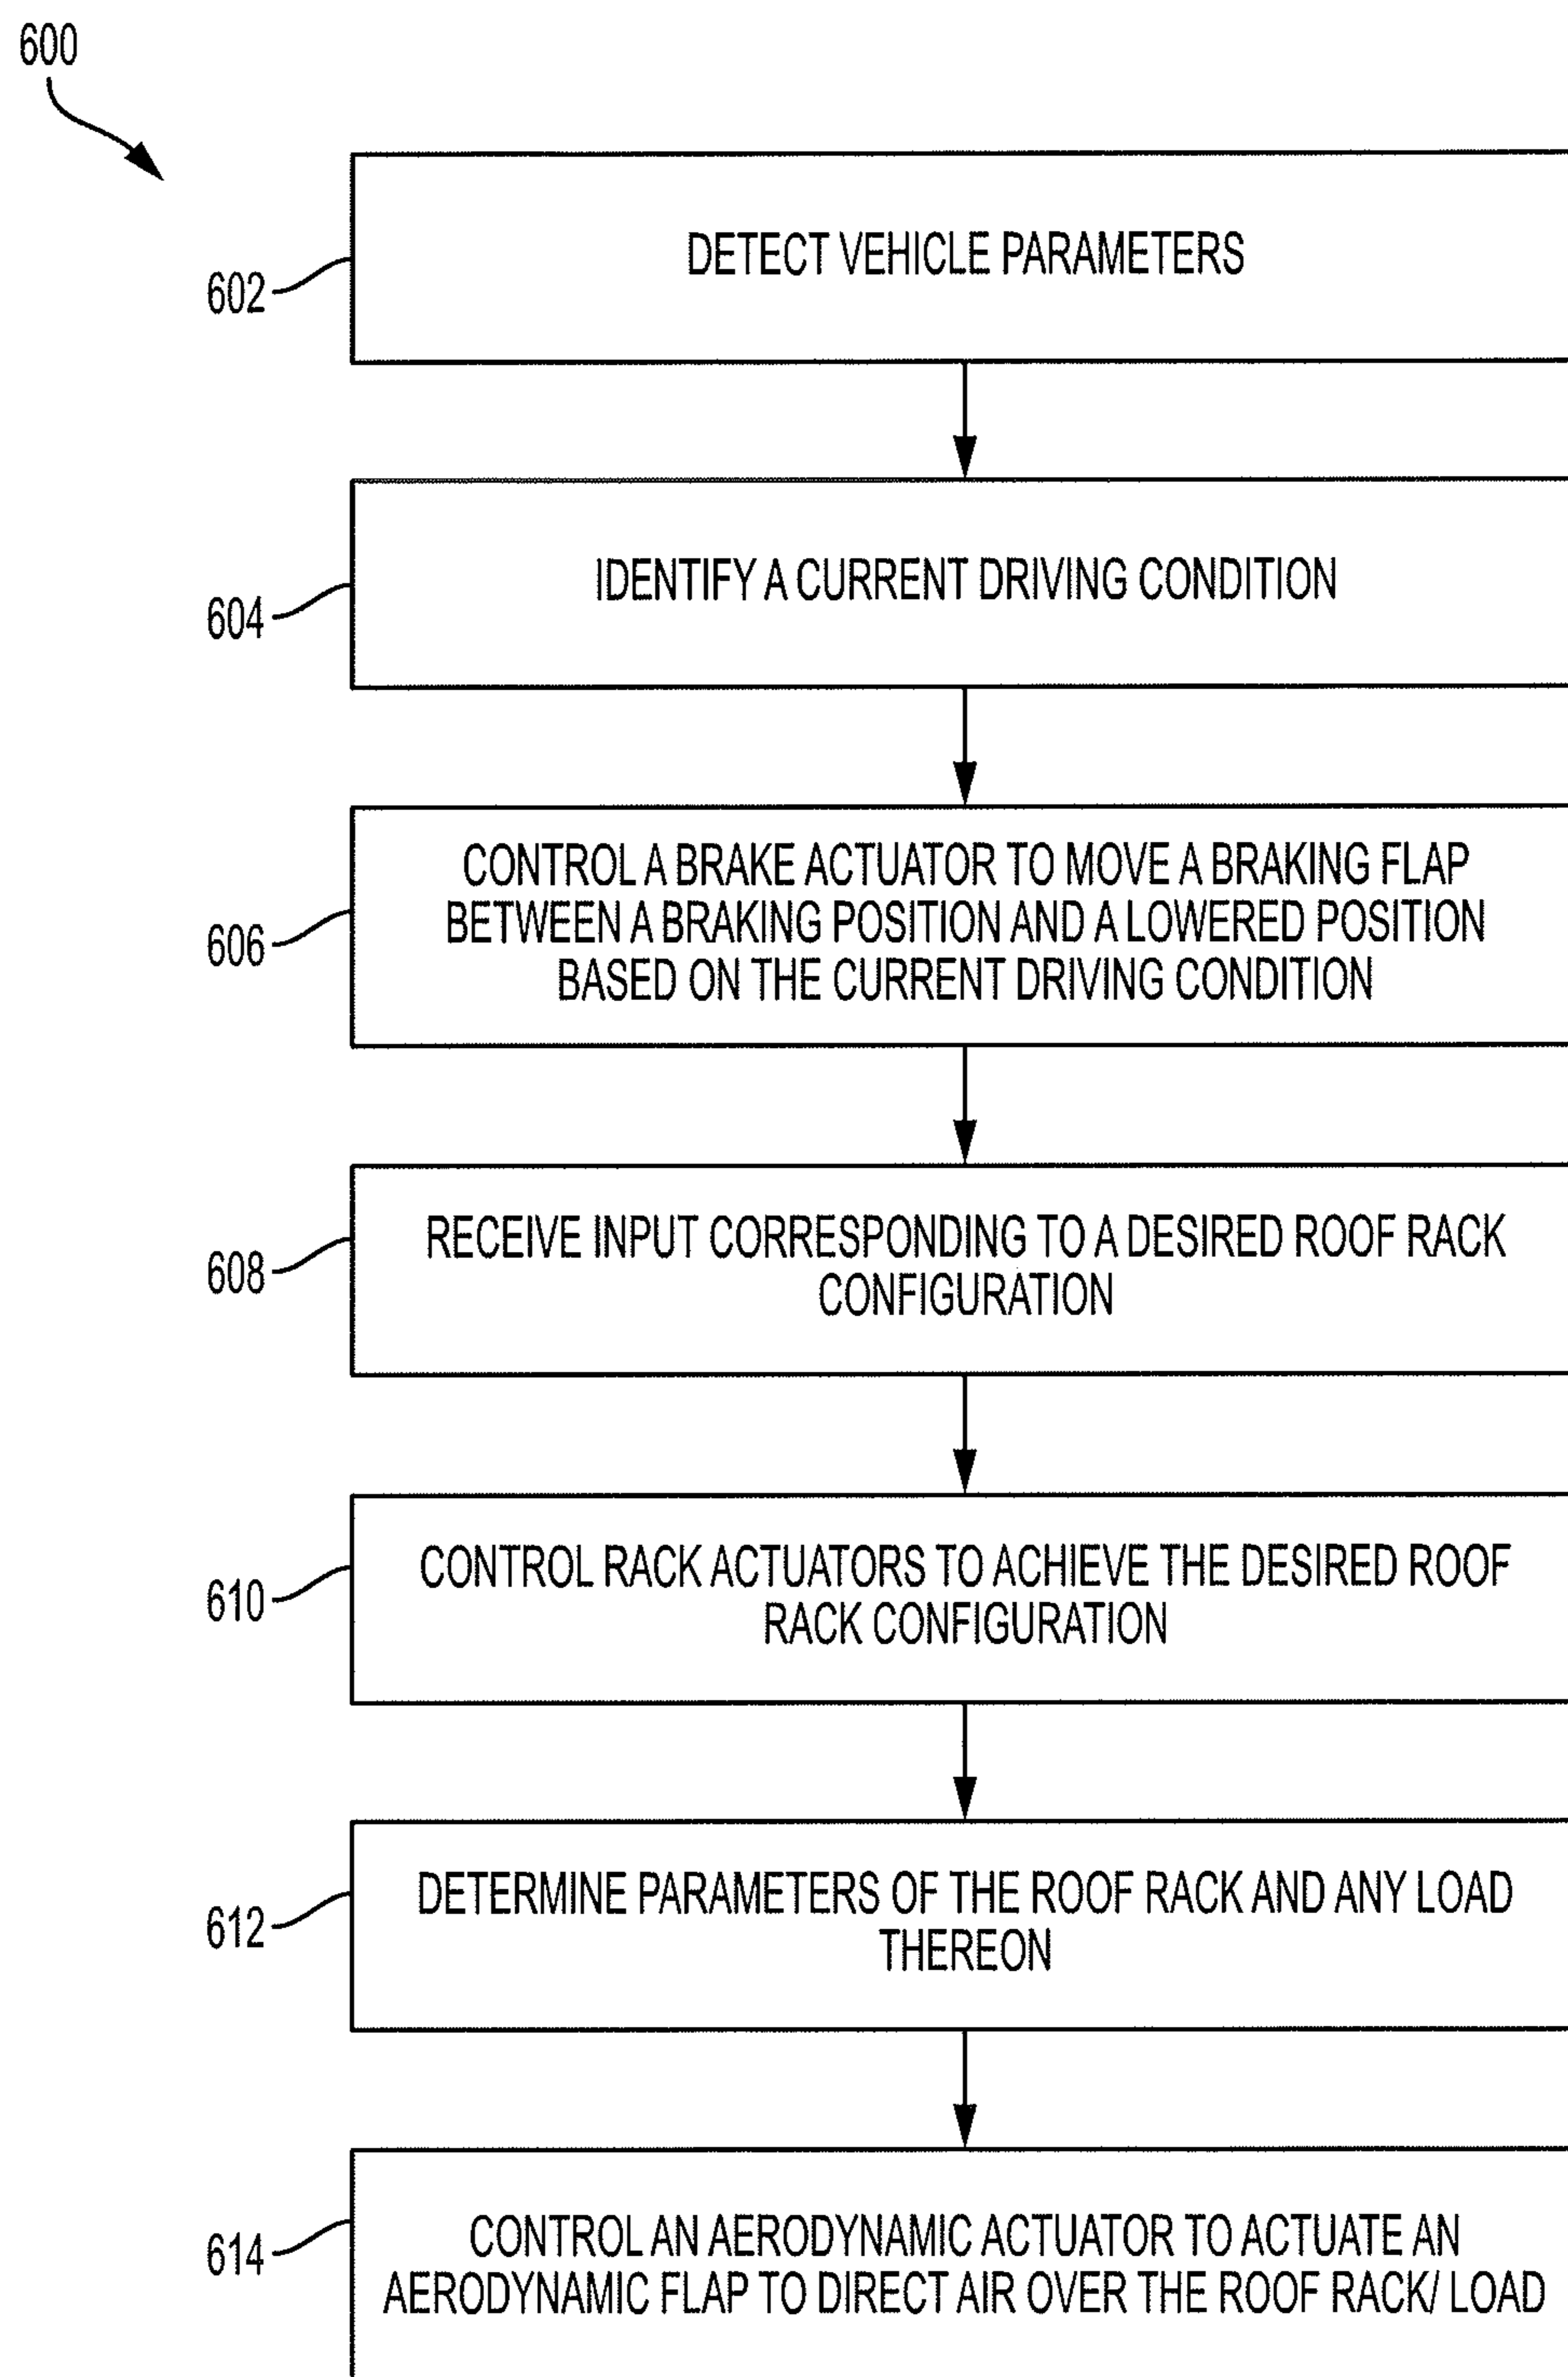 600
602
DETECT VEHICLE PARAMETERS
604
IDENTIFY A CURRENT DRIVING CONDITION
606
CONTROL A BRAKE ACTUATOR TO MOVE A BRAKING FLAP
BETWEEN A BRAKING POSITION AND A LOWERED POSITION
BASED ON THE CURRENT DRIVING CONDITION
608
RECEIVE INPUT CORRESPONDING TO A DESIRED ROOF RACK
CONFIGURATION
610
CONTROL RACK ACTUATORS TO ACHIEVE THE DESIRED ROOF
RACK CONFIGURATION
612
DETERMINE PARAMETERS OF THE ROOF RACK AND ANY LOAD
THEREON
614
CONTROL AN AERODYNAMIC ACTUATOR TO ACTUATE AN
AERODYNAMIC FLAP TO DIRECT AIR OVER THE ROOF RACK/ LOAD